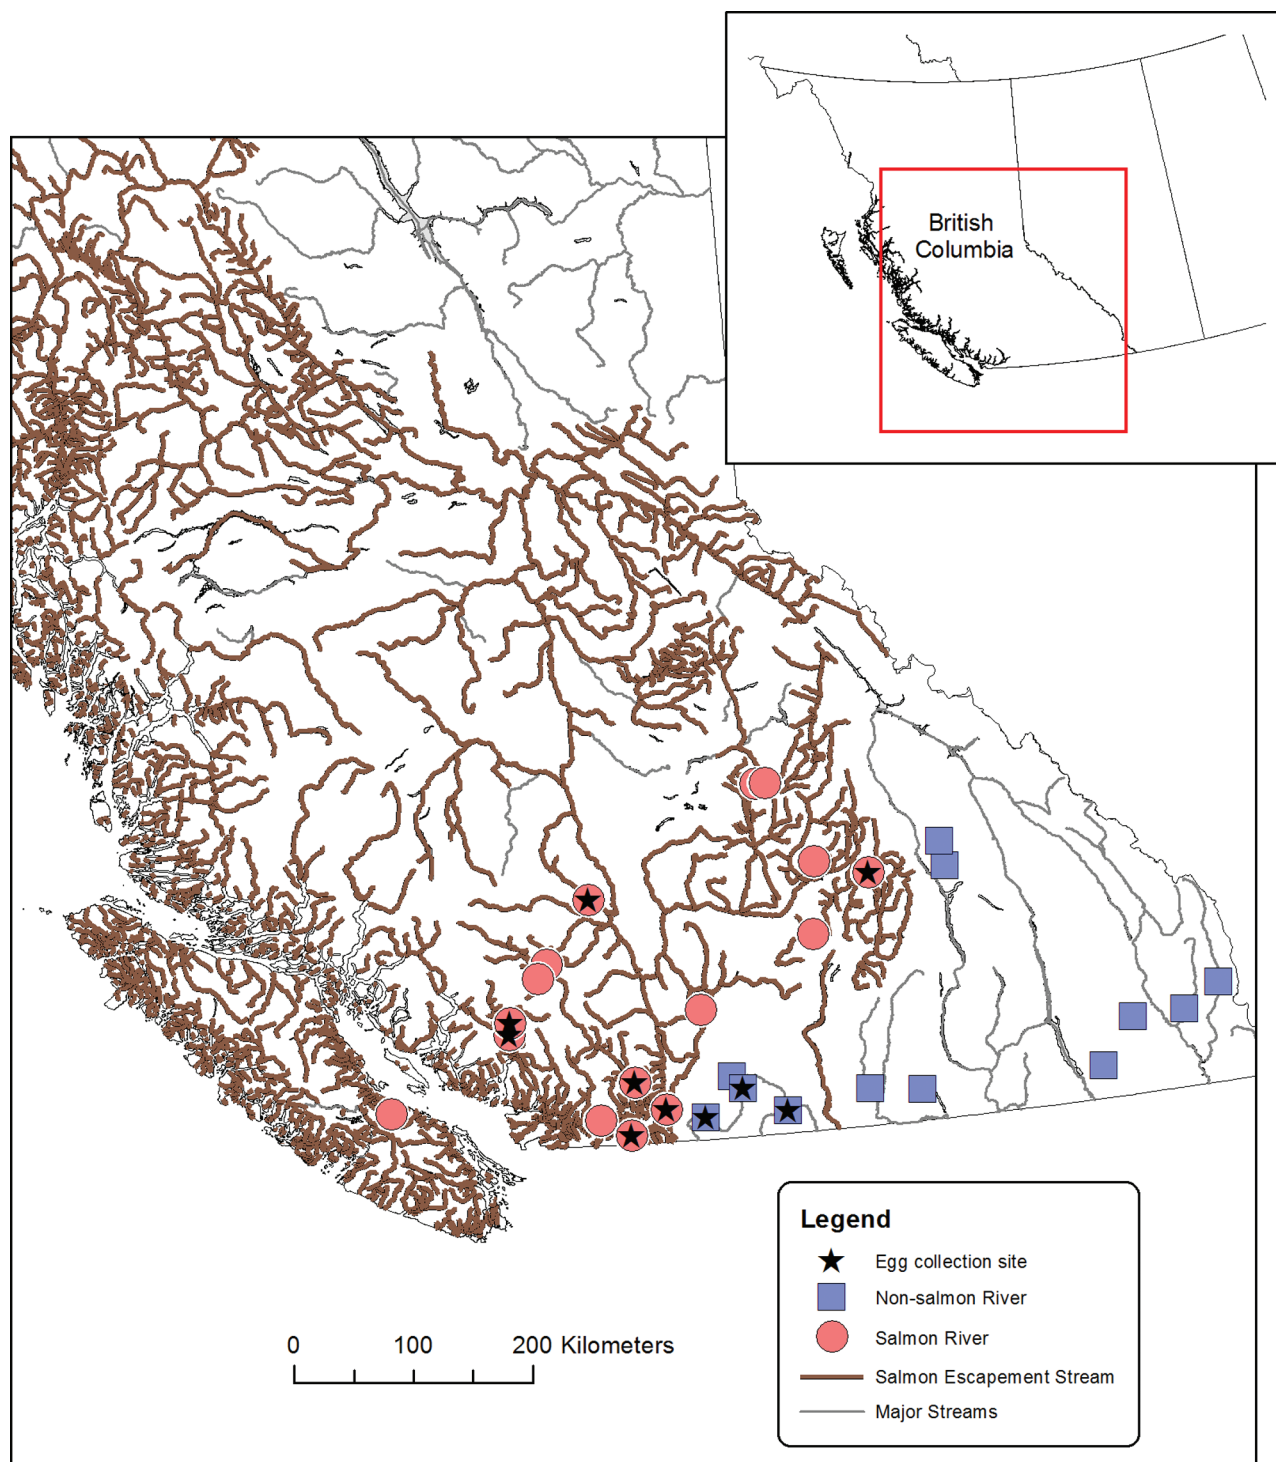 British
Columbia
Legend
Egg collection site
Non-salmon River
Salmon River
Salmon Escapement Stream
Major Streams
0 100 200 Kilometers